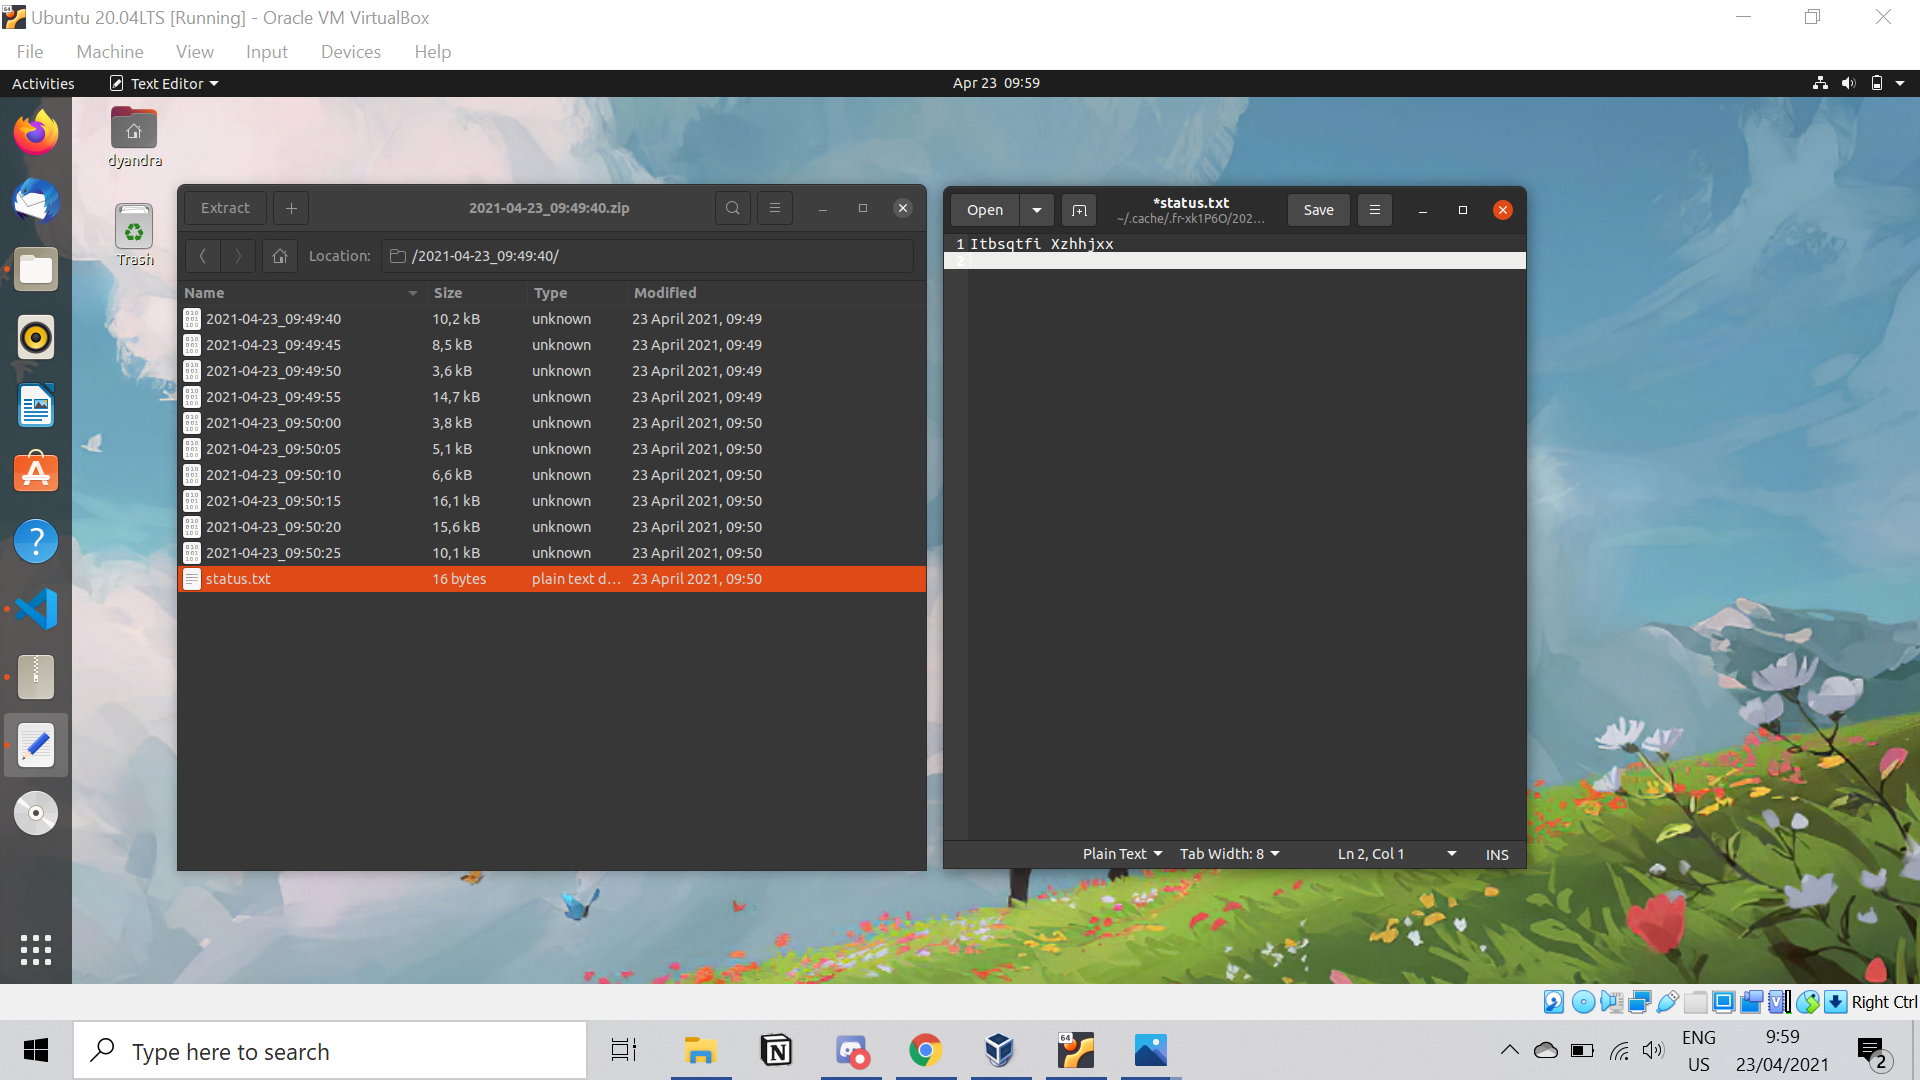 Ubuntu 20.04LTS [Running] - Oracle VM VirtualBox
File Machine View Input Devices Help
Activities Text Editor Apr 23 09:59
dyandra
Trash
Extract 2021-04-23_09:49:40.zip
Location: /2021-04-23_09:49:40/
Name Size Type Modified
2021-04-23_09:49:40 10,2 kB unknown 23 April 2021, 09:49
2021-04-23_09:49:45 8,5 kB unknown 23 April 2021, 09:49
2021-04-23_09:49:50 3,6 kB unknown 23 April 2021, 09:49
2021-04-23_09:49:55 14,7 kB unknown 23 April 2021, 09:49
2021-04-23_09:50:00 3,8 kB unknown 23 April 2021, 09:50
2021-04-23_09:50:05 5,1 kB unknown 23 April 2021, 09:50
2021-04-23_09:50:10 6,6 kB unknown 23 April 2021, 09:50
2021-04-23_09:50:15 16,1 kB unknown 23 April 2021, 09:50
2021-04-23_09:50:20 15,6 kB unknown 23 April 2021, 09:50
2021-04-23_09:50:25 10,1 kB unknown 23 April 2021, 09:50
status.txt 16 bytes plain text d... 23 April 2021, 09:50
Open *status.txt Save
~/.cache/.fr-xk1P6O/202...
1 Itbsqtfi Xzhhjxx
2
Plain Text Tab Width: 8 Ln 2, Col 1 INS
Right Ctrl
Type here to search
64
ENG
US
9:59
23/04/2021
2